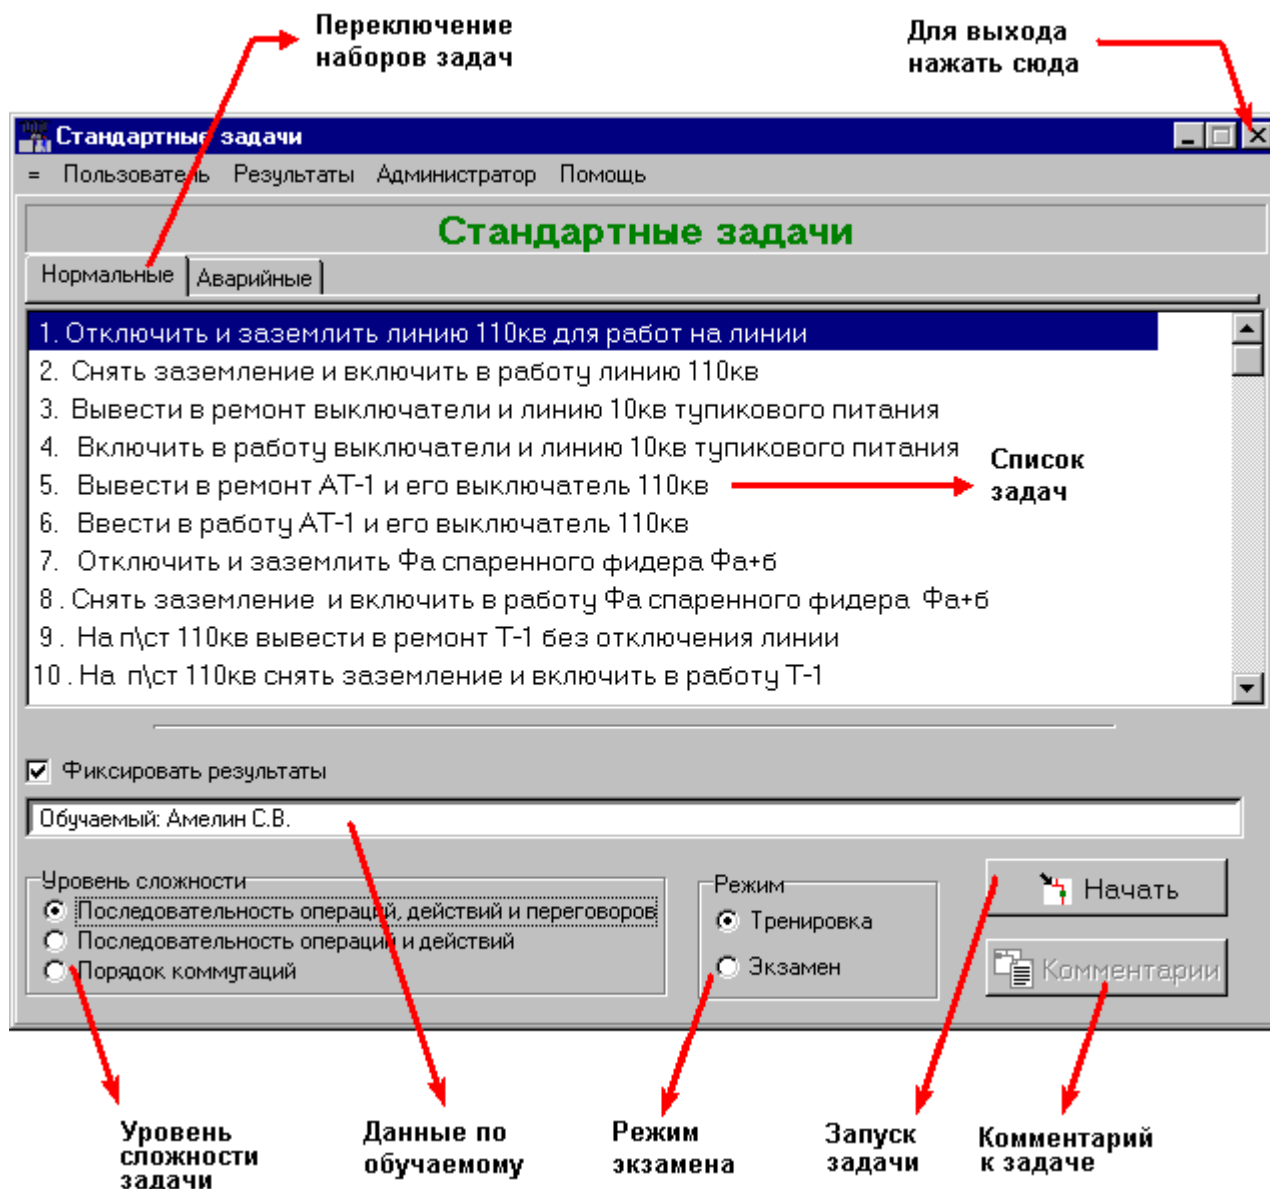 Переключение
наборов задач
Для выхода
нажать сюда
Стандартные задачи
= Пользователь Результаты Администратор Помощь
Стандартные задачи
Нормальные Аварийные
1. Отключить и заземлить линию 110кв для работ на линии
2. Снять заземление и включить в работу линию 110кв
3. Вывести в ремонт выключатели и линию 10кв тупикового питания
4. Включить в работу выключатели и линию 10кв тупикового питания
5. Вывести в ремонт АТ-1 и его выключатель 110кв
6. Ввести в работу АТ-1 и его выключатель 110кв
7. Отключить и заземлить Фа спаренного фидера Фа+б
8 . Снять заземление и включить в работу Фа спаренного фидера Фа+б
9 . На п\ст 110кв вывести в ремонт Т-1 без отключения линии
10 . На п\ст 110кв снять заземление и включить в работу Т-1
Список
задач
Фиксировать результаты
Обучаемый: Амелин С.В.
Уровень сложности
Последовательность операций, действий и переговоров
Последовательность операций и действий
Порядок коммутаций
Режим
Тренировка
Экзамен
Начать
Комментарии
Уровень
сложности
задачи
Данные по
обучаемому
Режим
экзамена
Запуск
задачи
Комментарий
к задаче